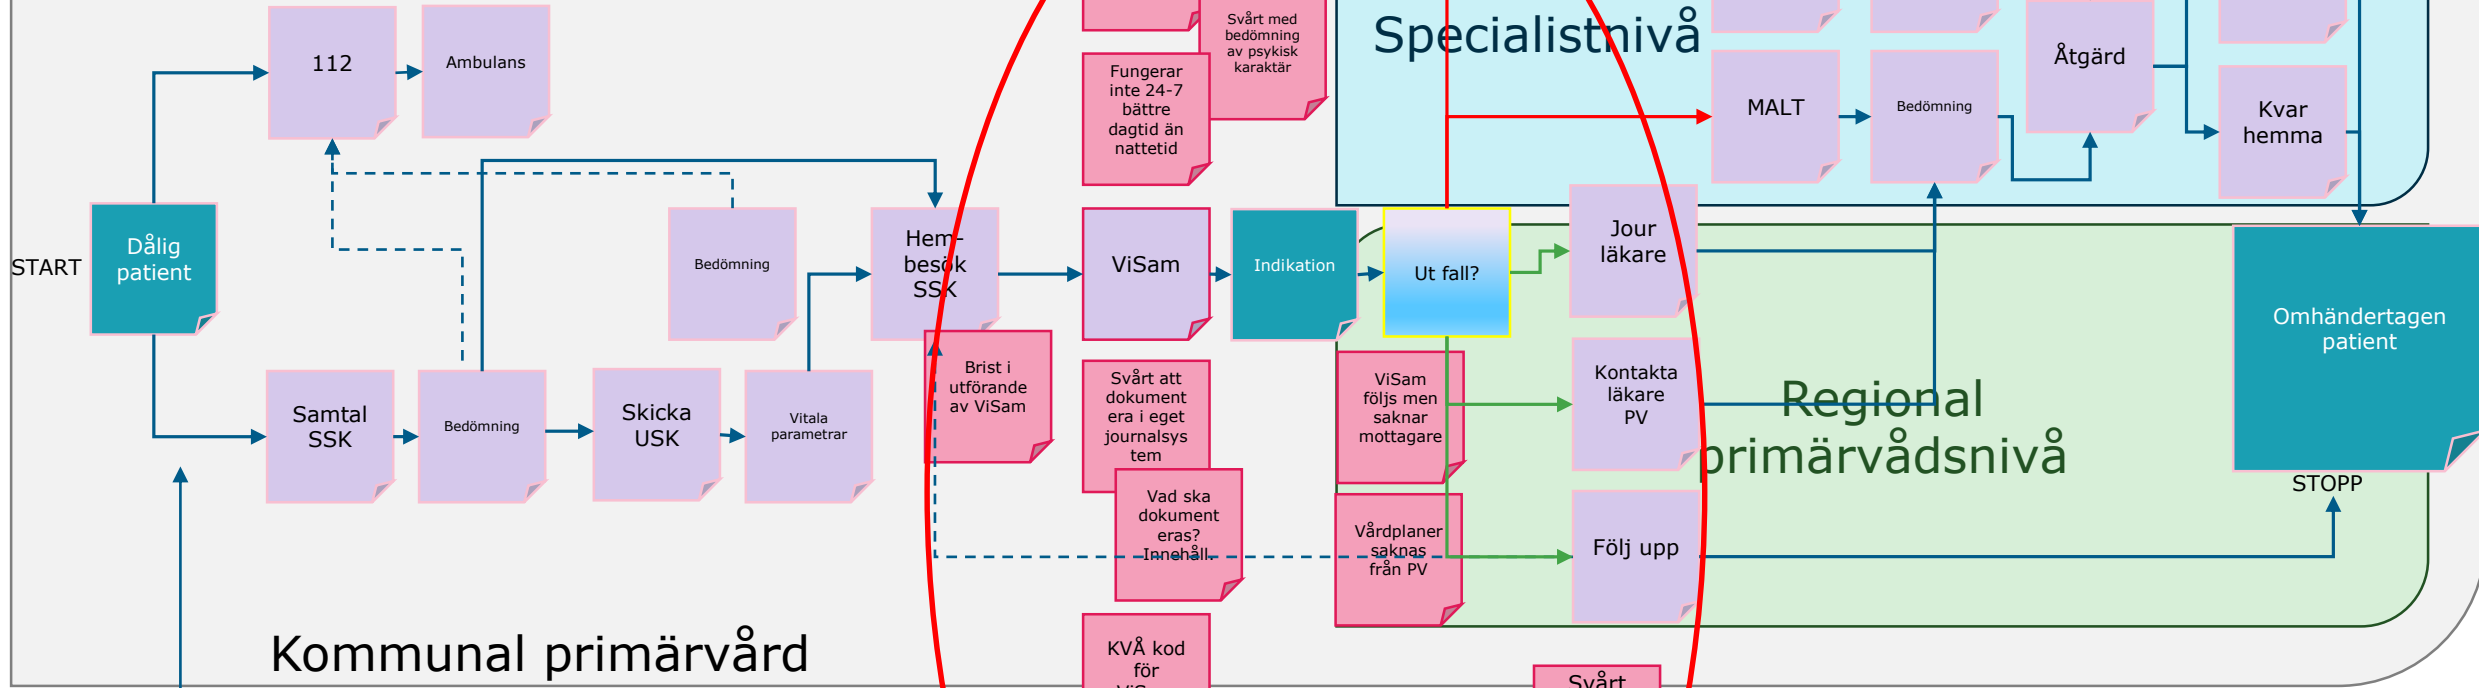 Svårt med
bedömning
av psykisk
karaktär
Specialistnivå
112
Ambulans
Fungerar
inte 24-7
bättre
dagtid än
nattetid
MALT
Bedömning
Åtgärd
Kvar
hemma
START
Dålig
patient
Bedömning
Hem-
besök
SSK
ViSam
Indikation
Ut fall?
Jour
läkare
Omhändertagen
patient
STOPP
Samtal
SSK
Bedömning
Skicka
USK
Vitala
parametrar
Brist i
utförande
av ViSam
Svårt att
dokument
era i eget
journalsys
tem
ViSam
följs men
saknar
mottagare
Kontakta
läkare
PV
Regional
primärvådsnivå
Vad ska
dokument
eras?
Innehåll.
Vårdplaner
saknas
från PV
Följ upp
Kommunal primärvård
KVÅ kod
för
ViSam
Svårt